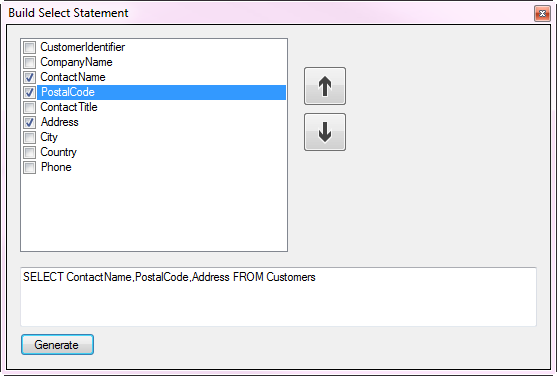 Build Select Statement
CustomerIdentifier
CompanyName
ContactName
PostalCode
ContactTitle
Address
City
Country
Phone
SELECT ContactName,PostalCode,Address FROM Customers
Generate